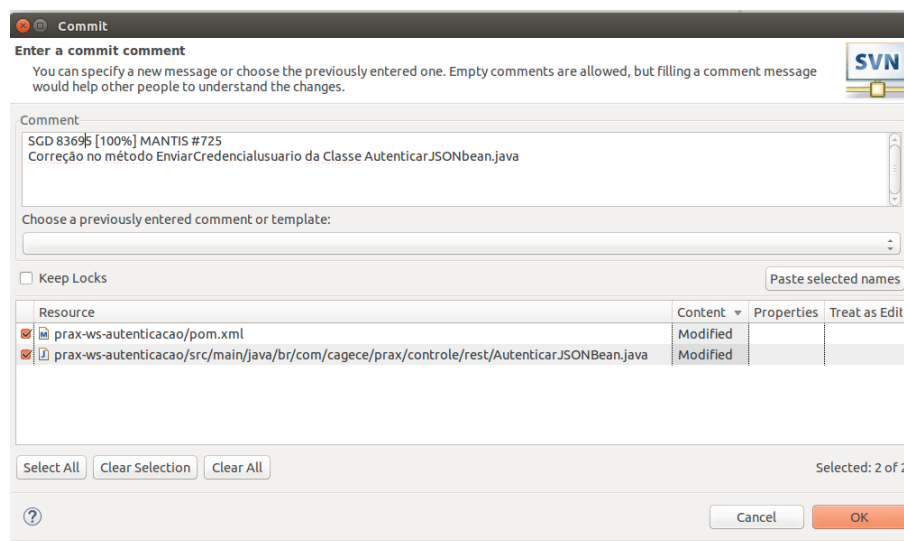 Commit
Enter a commit comment
You can specify a new message or choose the previously entered one. Empty comments are allowed, but filling a comment message
would help other people to understand the changes.
SVN
Comment
SGD 83695 [100%] MANTIS #725
Correção no método EnviarCredencialusuario da Classe AutenticarJSONbean.java
Choose a previously entered comment or template:
Keep Locks
Paste selected names
Resource Content Properties Treat as Edit
prax-ws-autenticacao/pom.xml Modified
prax-ws-autenticacao/src/main/java/br/com/cagece/prax/controle/rest/AutenticarJSONBean.java Modified
Select All Clear Selection Clear All Selected: 2 of 2
Cancel OK